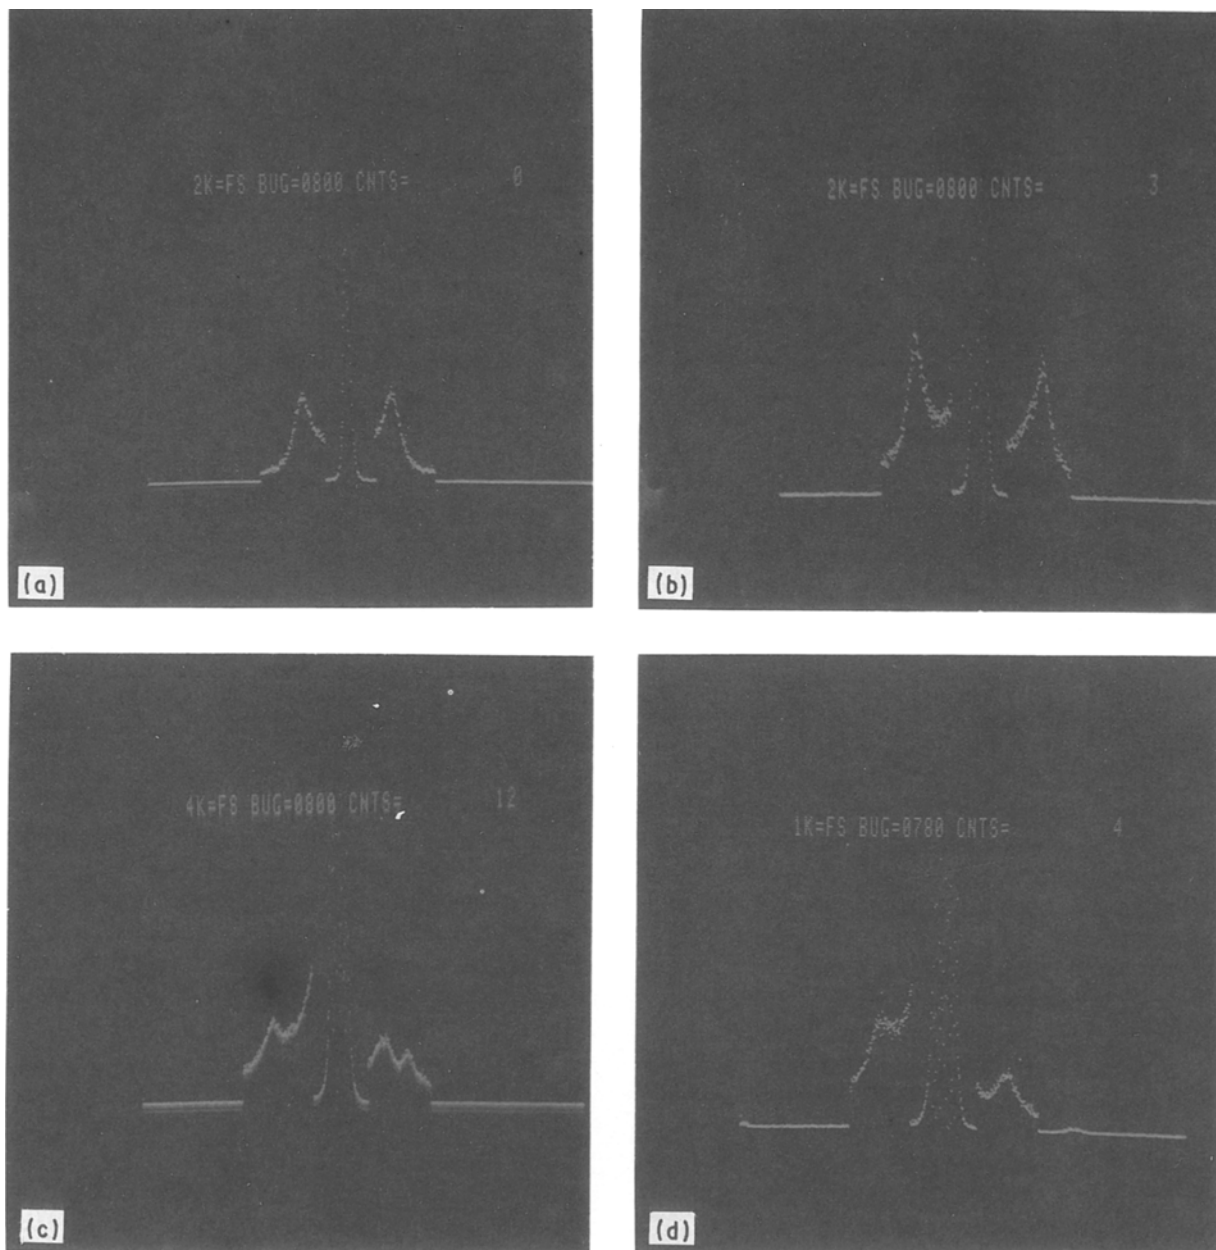 2K=FS BUG=0800 CNTS= 0
2K=FS BUG=0800 CNTS= 3
(a)
(b)
4K=FS BUG=0800 CNTS= 12
1K=FS BUG=0780 CNTS= 4
(c)
(d)